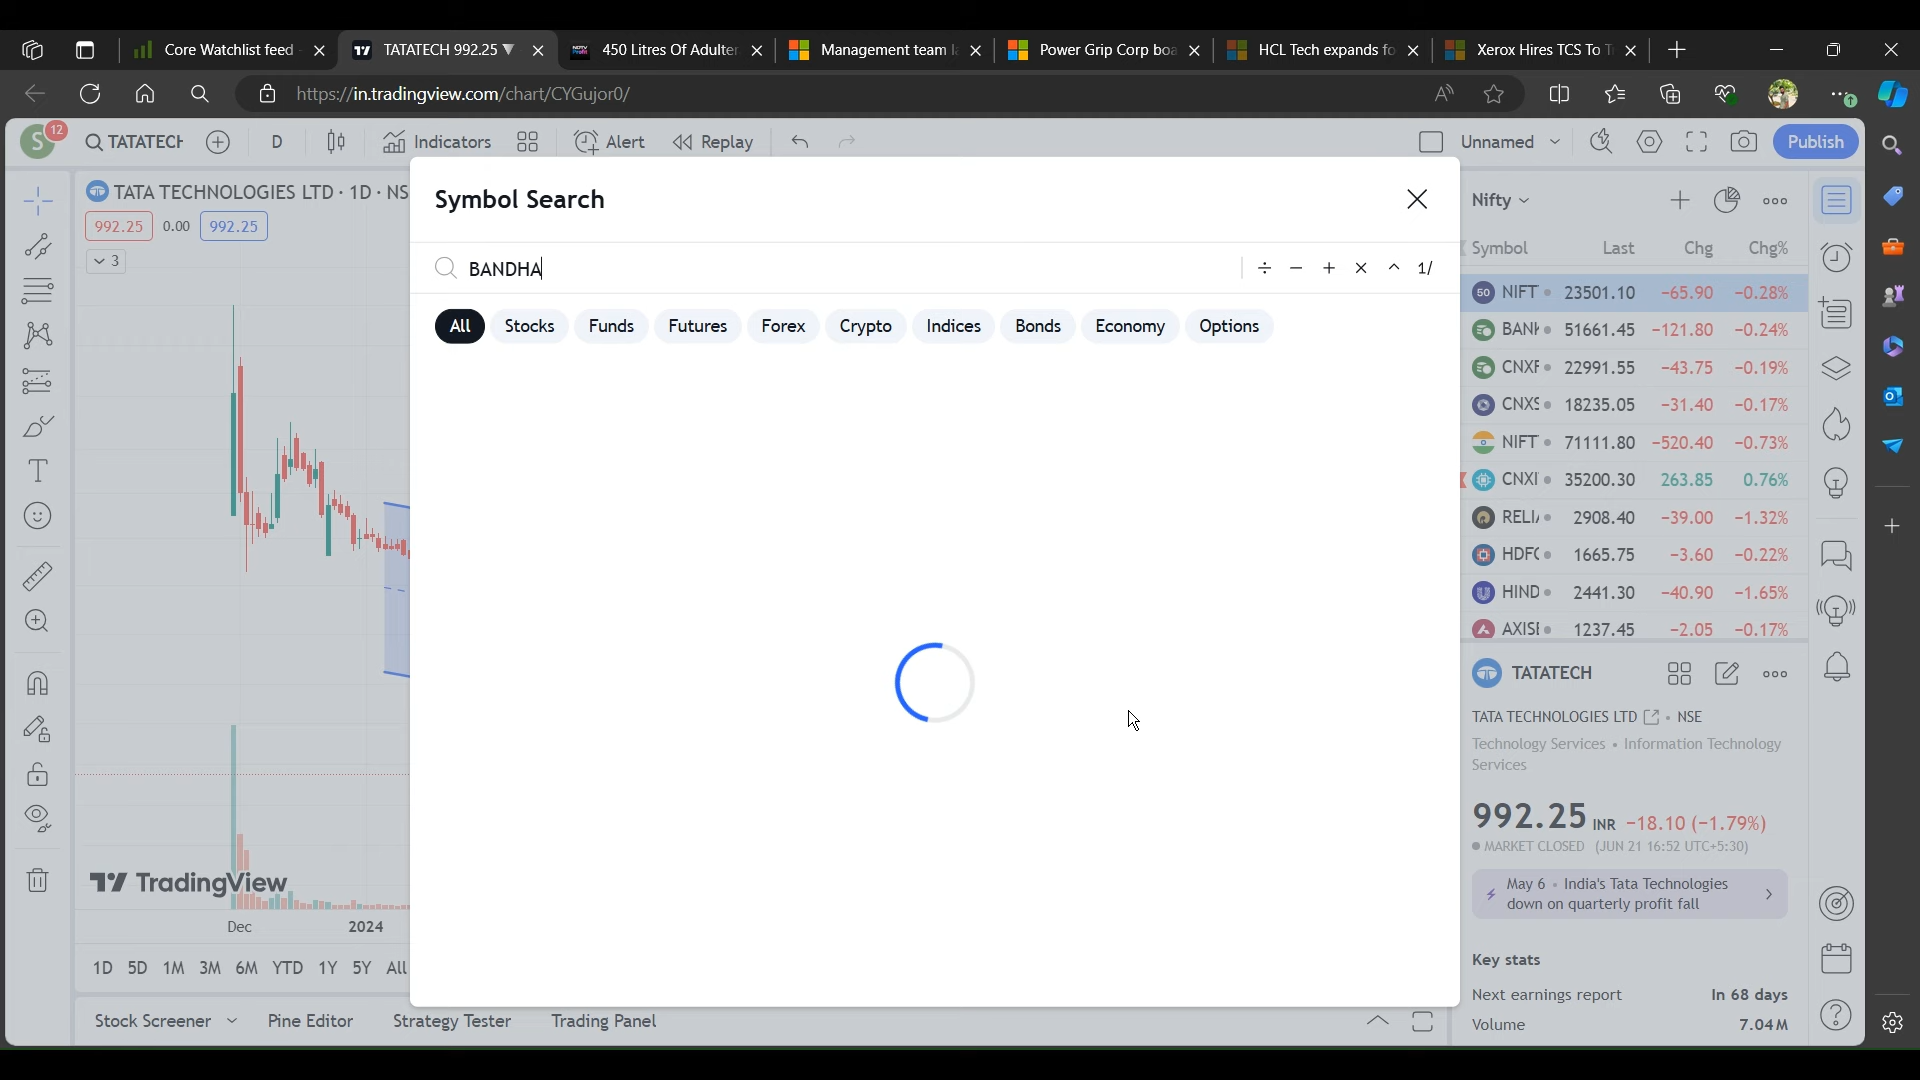 Core Watchlist feed
TATATECH 992.25 ▼
450 Litres Of Adulter
Management team
Power Grip Corp boa
HCL Tech expands fo
Xerox Hires TCS To
https://in.tradingview.com/chart/CYGujor0/
S 12 TATATECH D Indicators Alert Replay Unnamed Publish
TATA TECHNOLOGIES LTD · 1D · NS
992.25 0.00 992.25
3
Symbol Search
BANDHA ÷ − + × ^ 1/
All Stocks Funds Futures Forex Crypto Indices Bonds Economy Options
TradingView
Dec 2024
1D 5D 1M 3M 6M YTD 1Y 5Y All
Stock Screener Pine Editor Strategy Tester Trading Panel
Nifty
Symbol Last Chg Chg%
50 NIFT 23501.10 −65.90 −0.28%
BANK 51661.45 −121.80 −0.24%
CNXF 22991.55 −43.75 −0.19%
CNXS 18235.05 −31.40 −0.17%
NIFT 71111.80 −520.40 −0.73%
CNXI 35200.30 263.85 0.76%
RELI 2908.40 −39.00 −1.32%
HDFC 1665.75 −3.60 −0.22%
HIND 2441.30 −40.90 −1.65%
AXISI 1237.45 −2.05 −0.17%
TATATECH
TATA TECHNOLOGIES LTD · NSE
Technology Services • Information Technology
Services
992.25 INR −18.10 (−1.79%)
MARKET CLOSED (JUN 21 16:52 UTC+5:30)
May 6 · India's Tata Technologies
down on quarterly profit fall
Key stats
Next earnings report In 68 days
Volume 7.04M